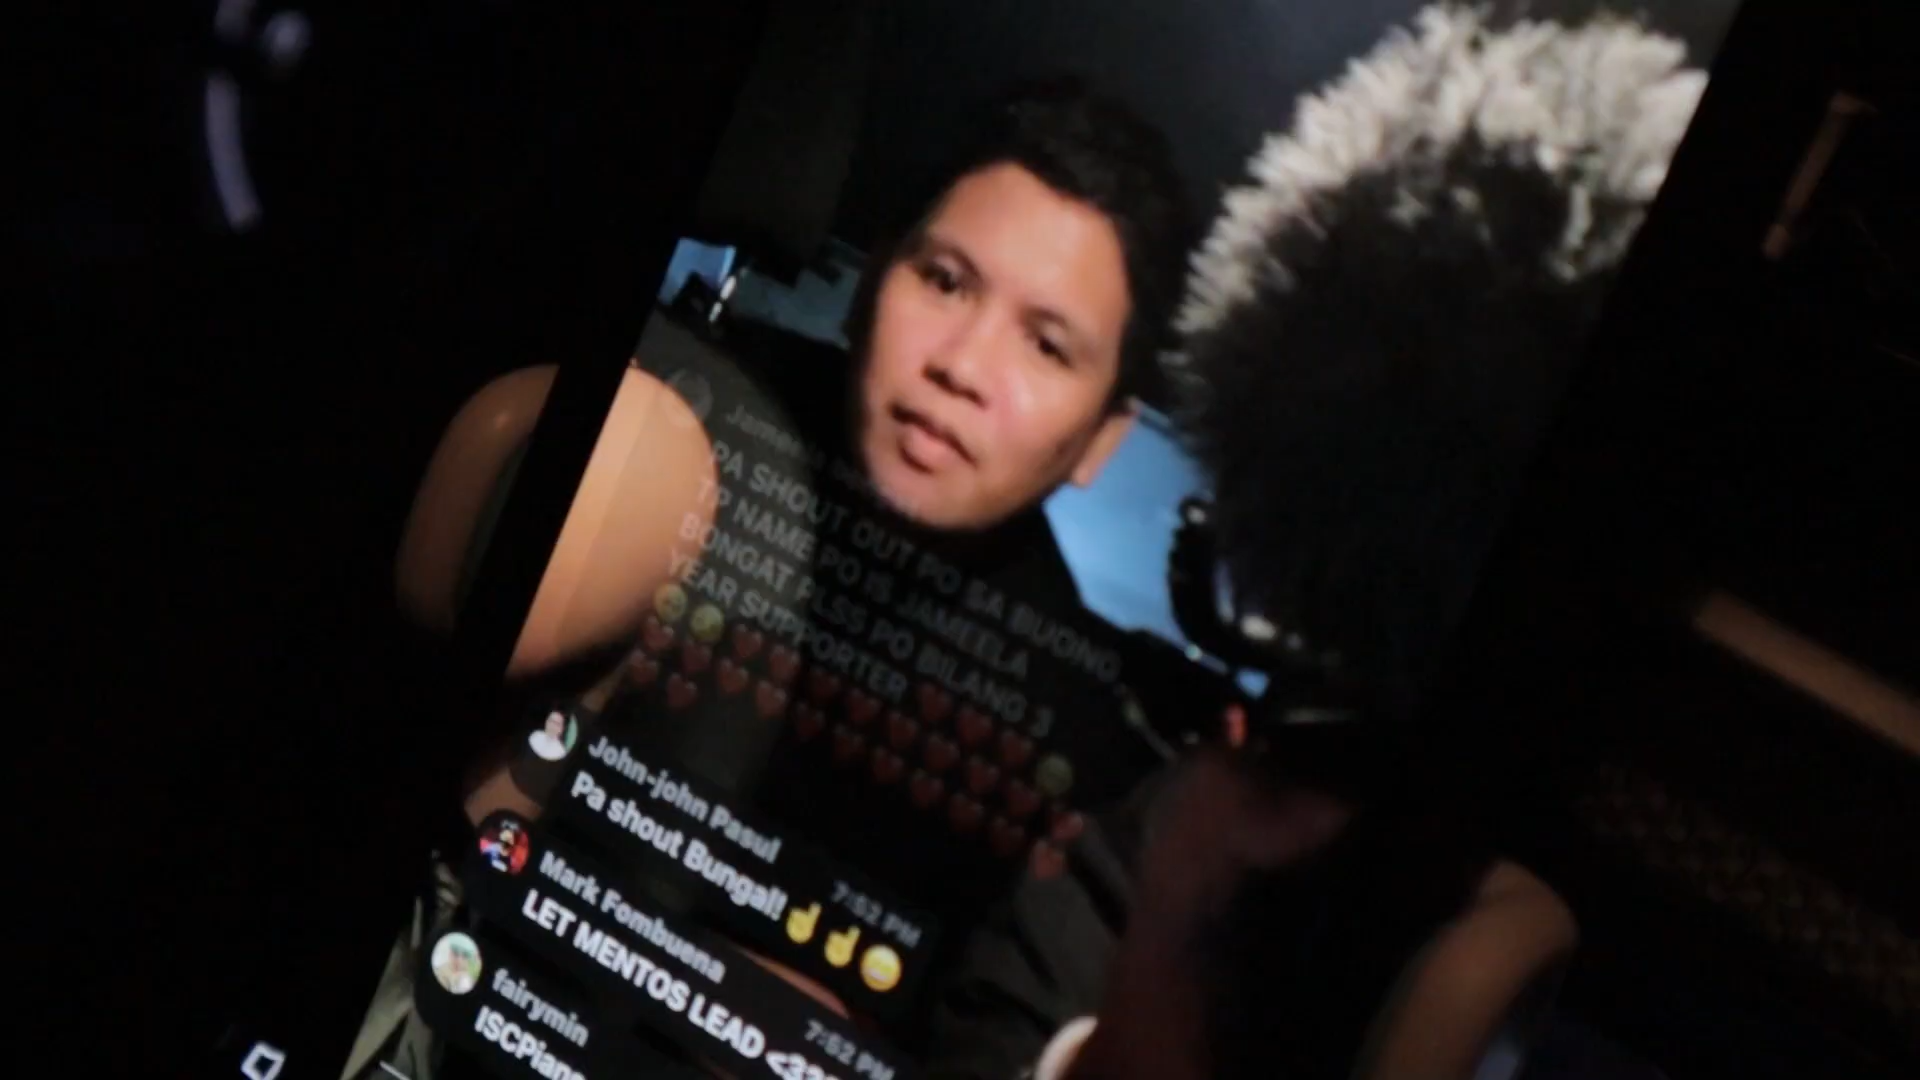 PA SHOUT OUT PO SA BUONG
TP NAME PO IS JAMEELA
BONGAT PLSS PO BILANG 3
YEAR SUPPORTER
John-john Pasul
Pa shout Bungal!
7:52 PM
Mark Fombuena
LET MENTOS LEAD
7:52 PM
fairymin